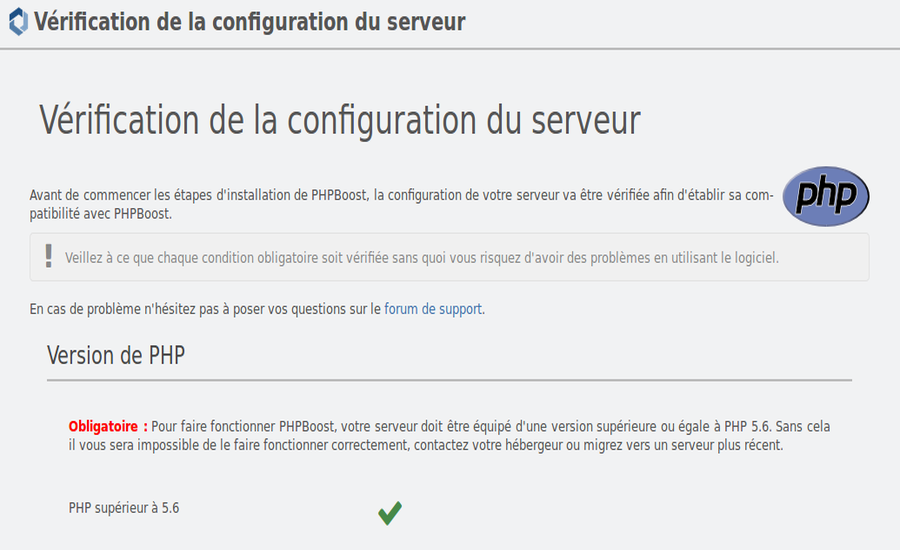 Vérification de la configuration du serveur
Vérification de la configuration du serveur
Avant de commencer les étapes d'installation de PHPBoost, la configuration de votre serveur va être vérifiée afin d'établir sa com-
patibilité avec PHPBoost.
php
! Veillez à ce que chaque condition obligatoire soit vérifiée sans quoi vous risquez d'avoir des problèmes en utilisant le logiciel.
En cas de problème n'hésitez pas à poser vos questions sur le forum de support.
Version de PHP
Obligatoire : Pour faire fonctionner PHPBoost, votre serveur doit être équipé d'une version supérieure ou égale à PHP 5.6. Sans cela
il vous sera impossible de le faire fonctionner correctement, contactez votre hébergeur ou migrez vers un serveur plus récent.
PHP supérieur à 5.6